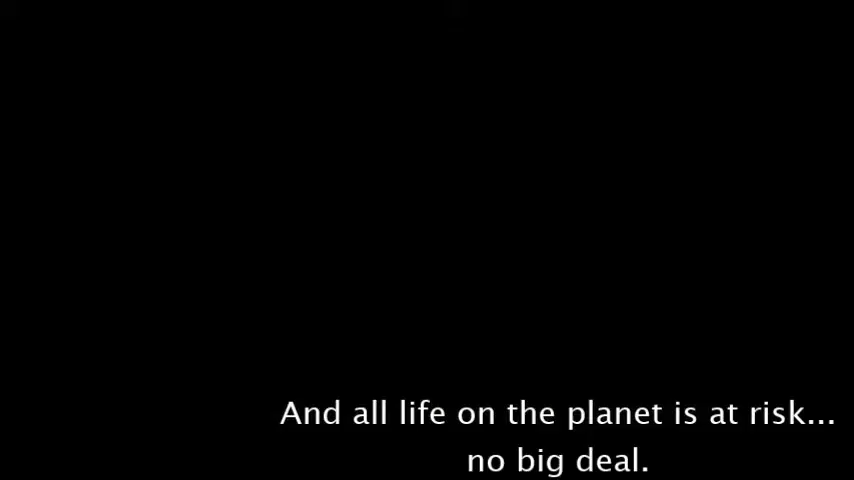 And all life on the planet is at risk...
no big deal.